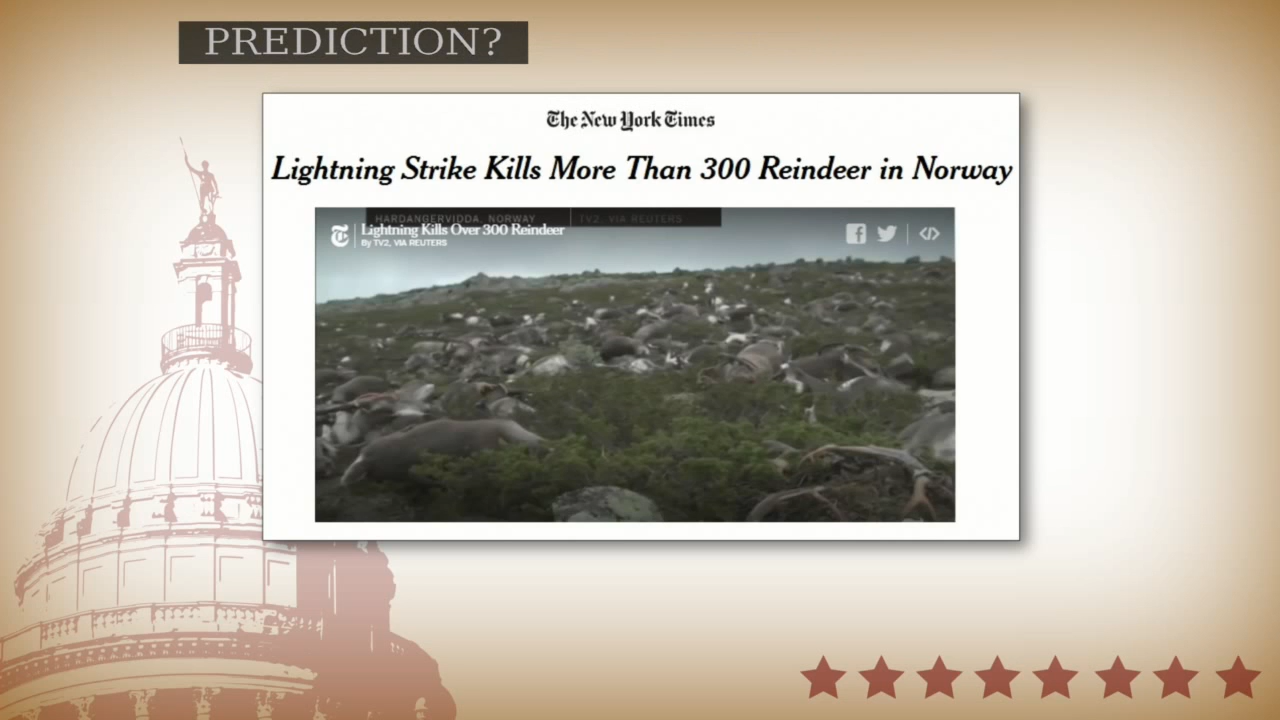 PREDICTION?
The New York Times
Lightning Strike Kills More Than 300 Reindeer in Norway
HARDANGERVIDDA, NORWAY TV2, VIA REUTERS
Lightning Kills Over 300 Reindeer
By TV2, VIA REUTERS